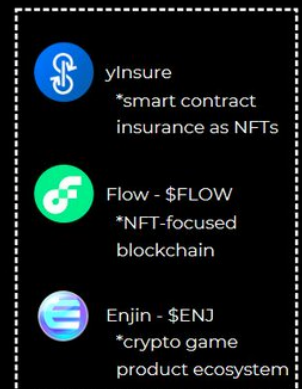 yInsure
*smart contract
insurance as NFTs
Flow - $FLOW
*NFT-focused
blockchain
Enjin - $ENJ
*crypto game
product ecosystem